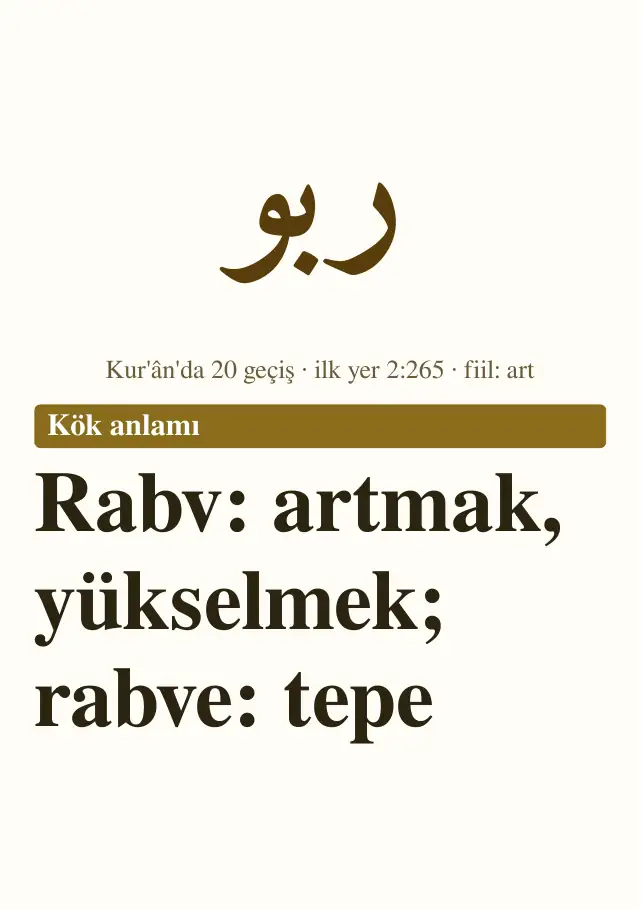 ربو
Kur'ân'da 20 geçiş · ilk yer 2:265 · fiil: art
Kök anlamı
Rabv: artmak,
yükselmek;
rabve: tepe